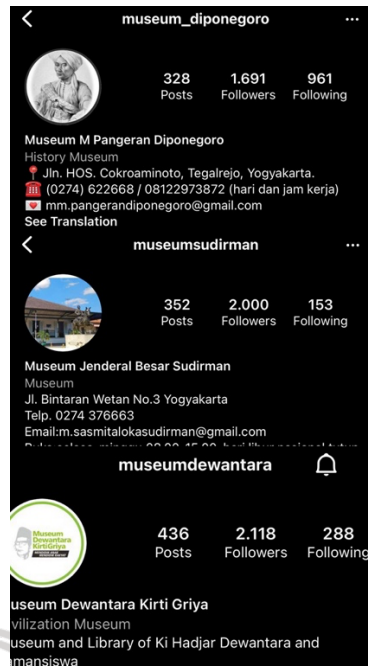 museum_diponegoro
328 1.691 961
Posts Followers Following
Museum M Pangeran Diponegoro
History Museum
Jln. HOS. Cokroaminoto, Tegalrejo, Yogyakarta.
(0274) 622668 / 08122973872 (hari dan jam kerja)
mm.pangerandiponegoro@gmail.com
See Translation
museumsudirman
352 2.000 153
Posts Followers Following
Museum Jenderal Besar Sudirman
Museum
Jl. Bintaran Wetan No.3 Yogyakarta
Telp. 0274 376663
Email:m.sasmitalokasudirman@gmail.com
museumdewantara
Museum
Dewantara
KirtiGriya
436 2.118 288
Posts Followers Following
useum Dewantara Kirti Griya
vilization Museum
useum and Library of Ki Hadjar Dewantara and
amansiswa